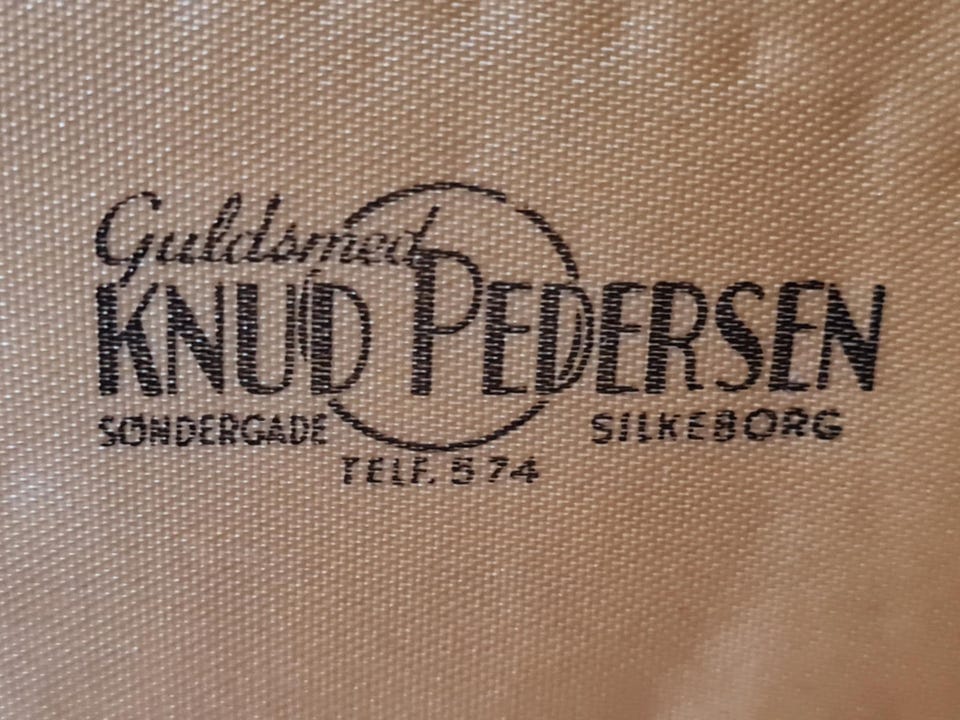 Guldsmed
KNUD PEDERSEN
SØNDERGADE SILKEBORG
TELF. 574